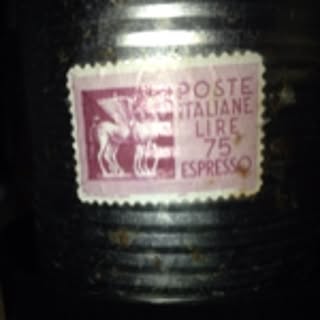 POSTE
ITALIANE
LIRE
75
ESPRESSO